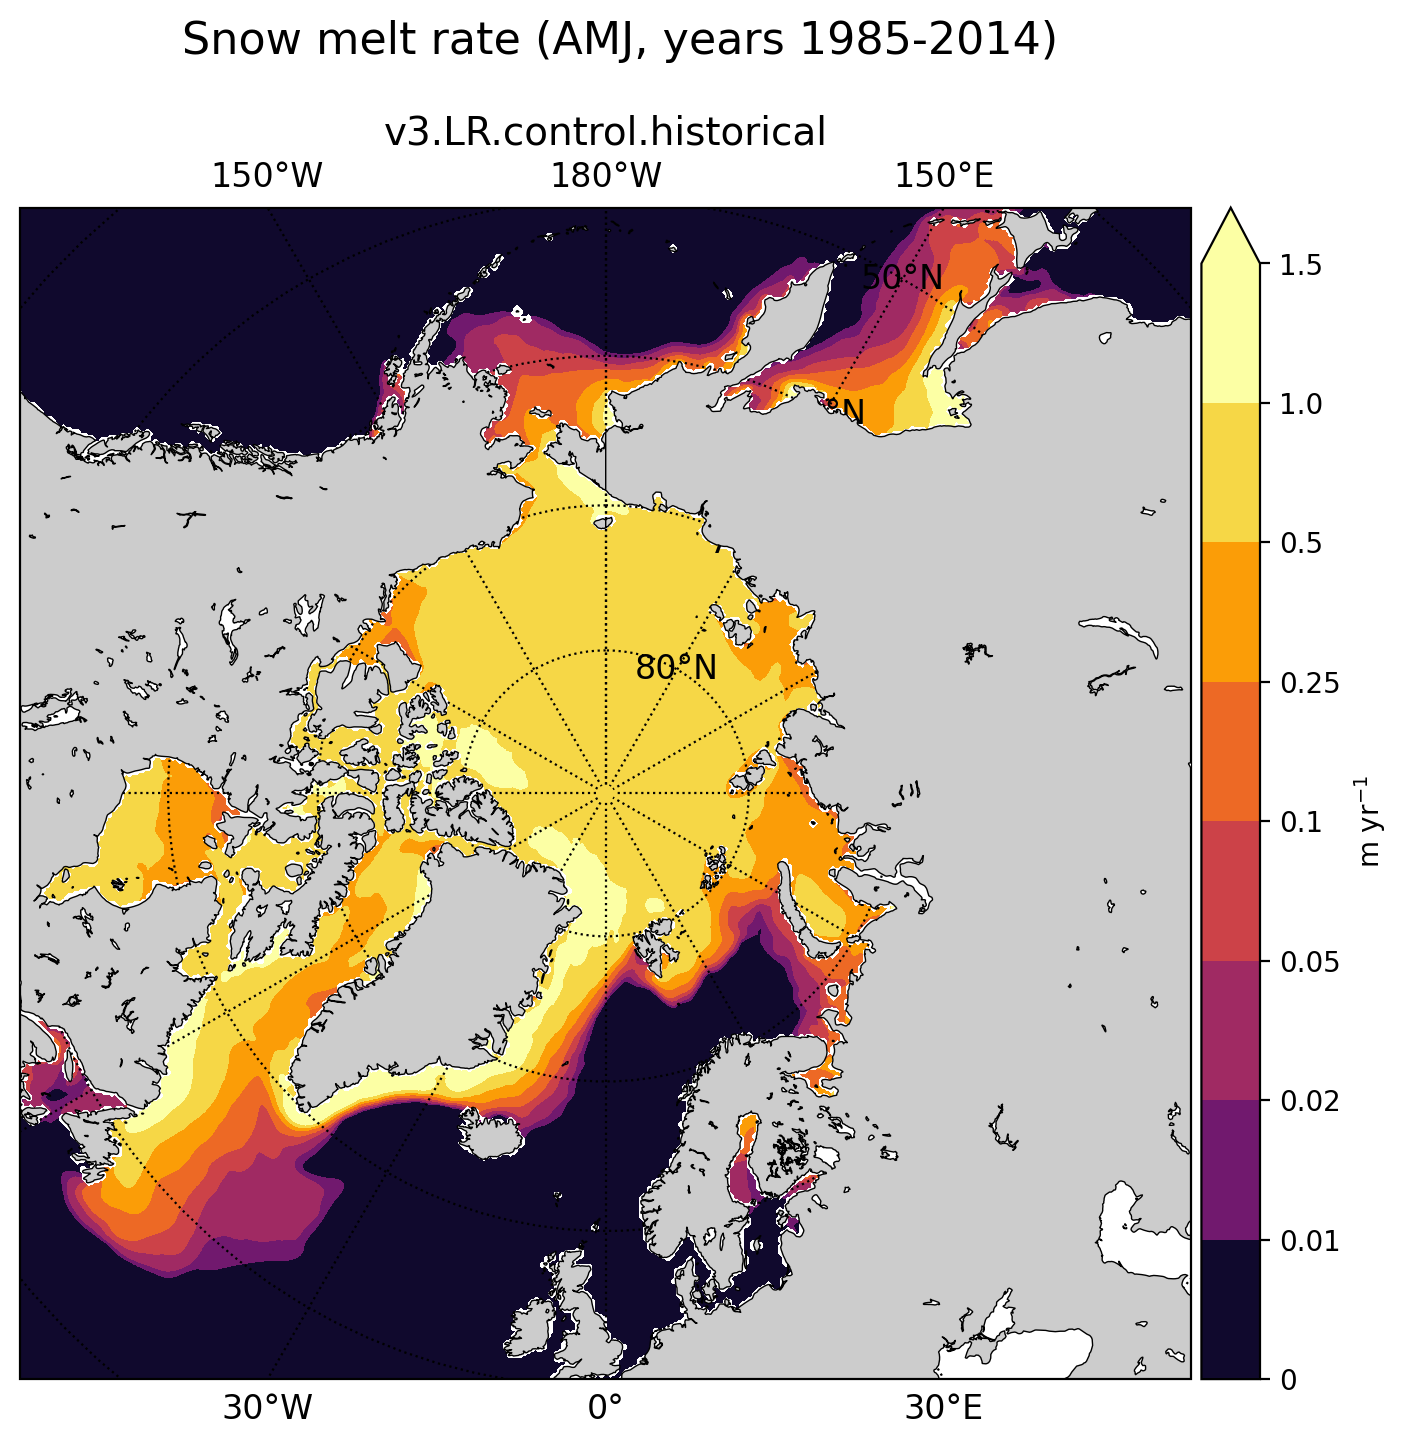 Snow melt rate (AMJ, years 1985-2014)
v3.LR.control.historical
150°W 180°W 150°E
50°N
°N
80°N
1.5
1.0
0.5
0.25
0.1
0.05
0.02
0.01
0
m yr⁻¹
30°W 0° 30°E